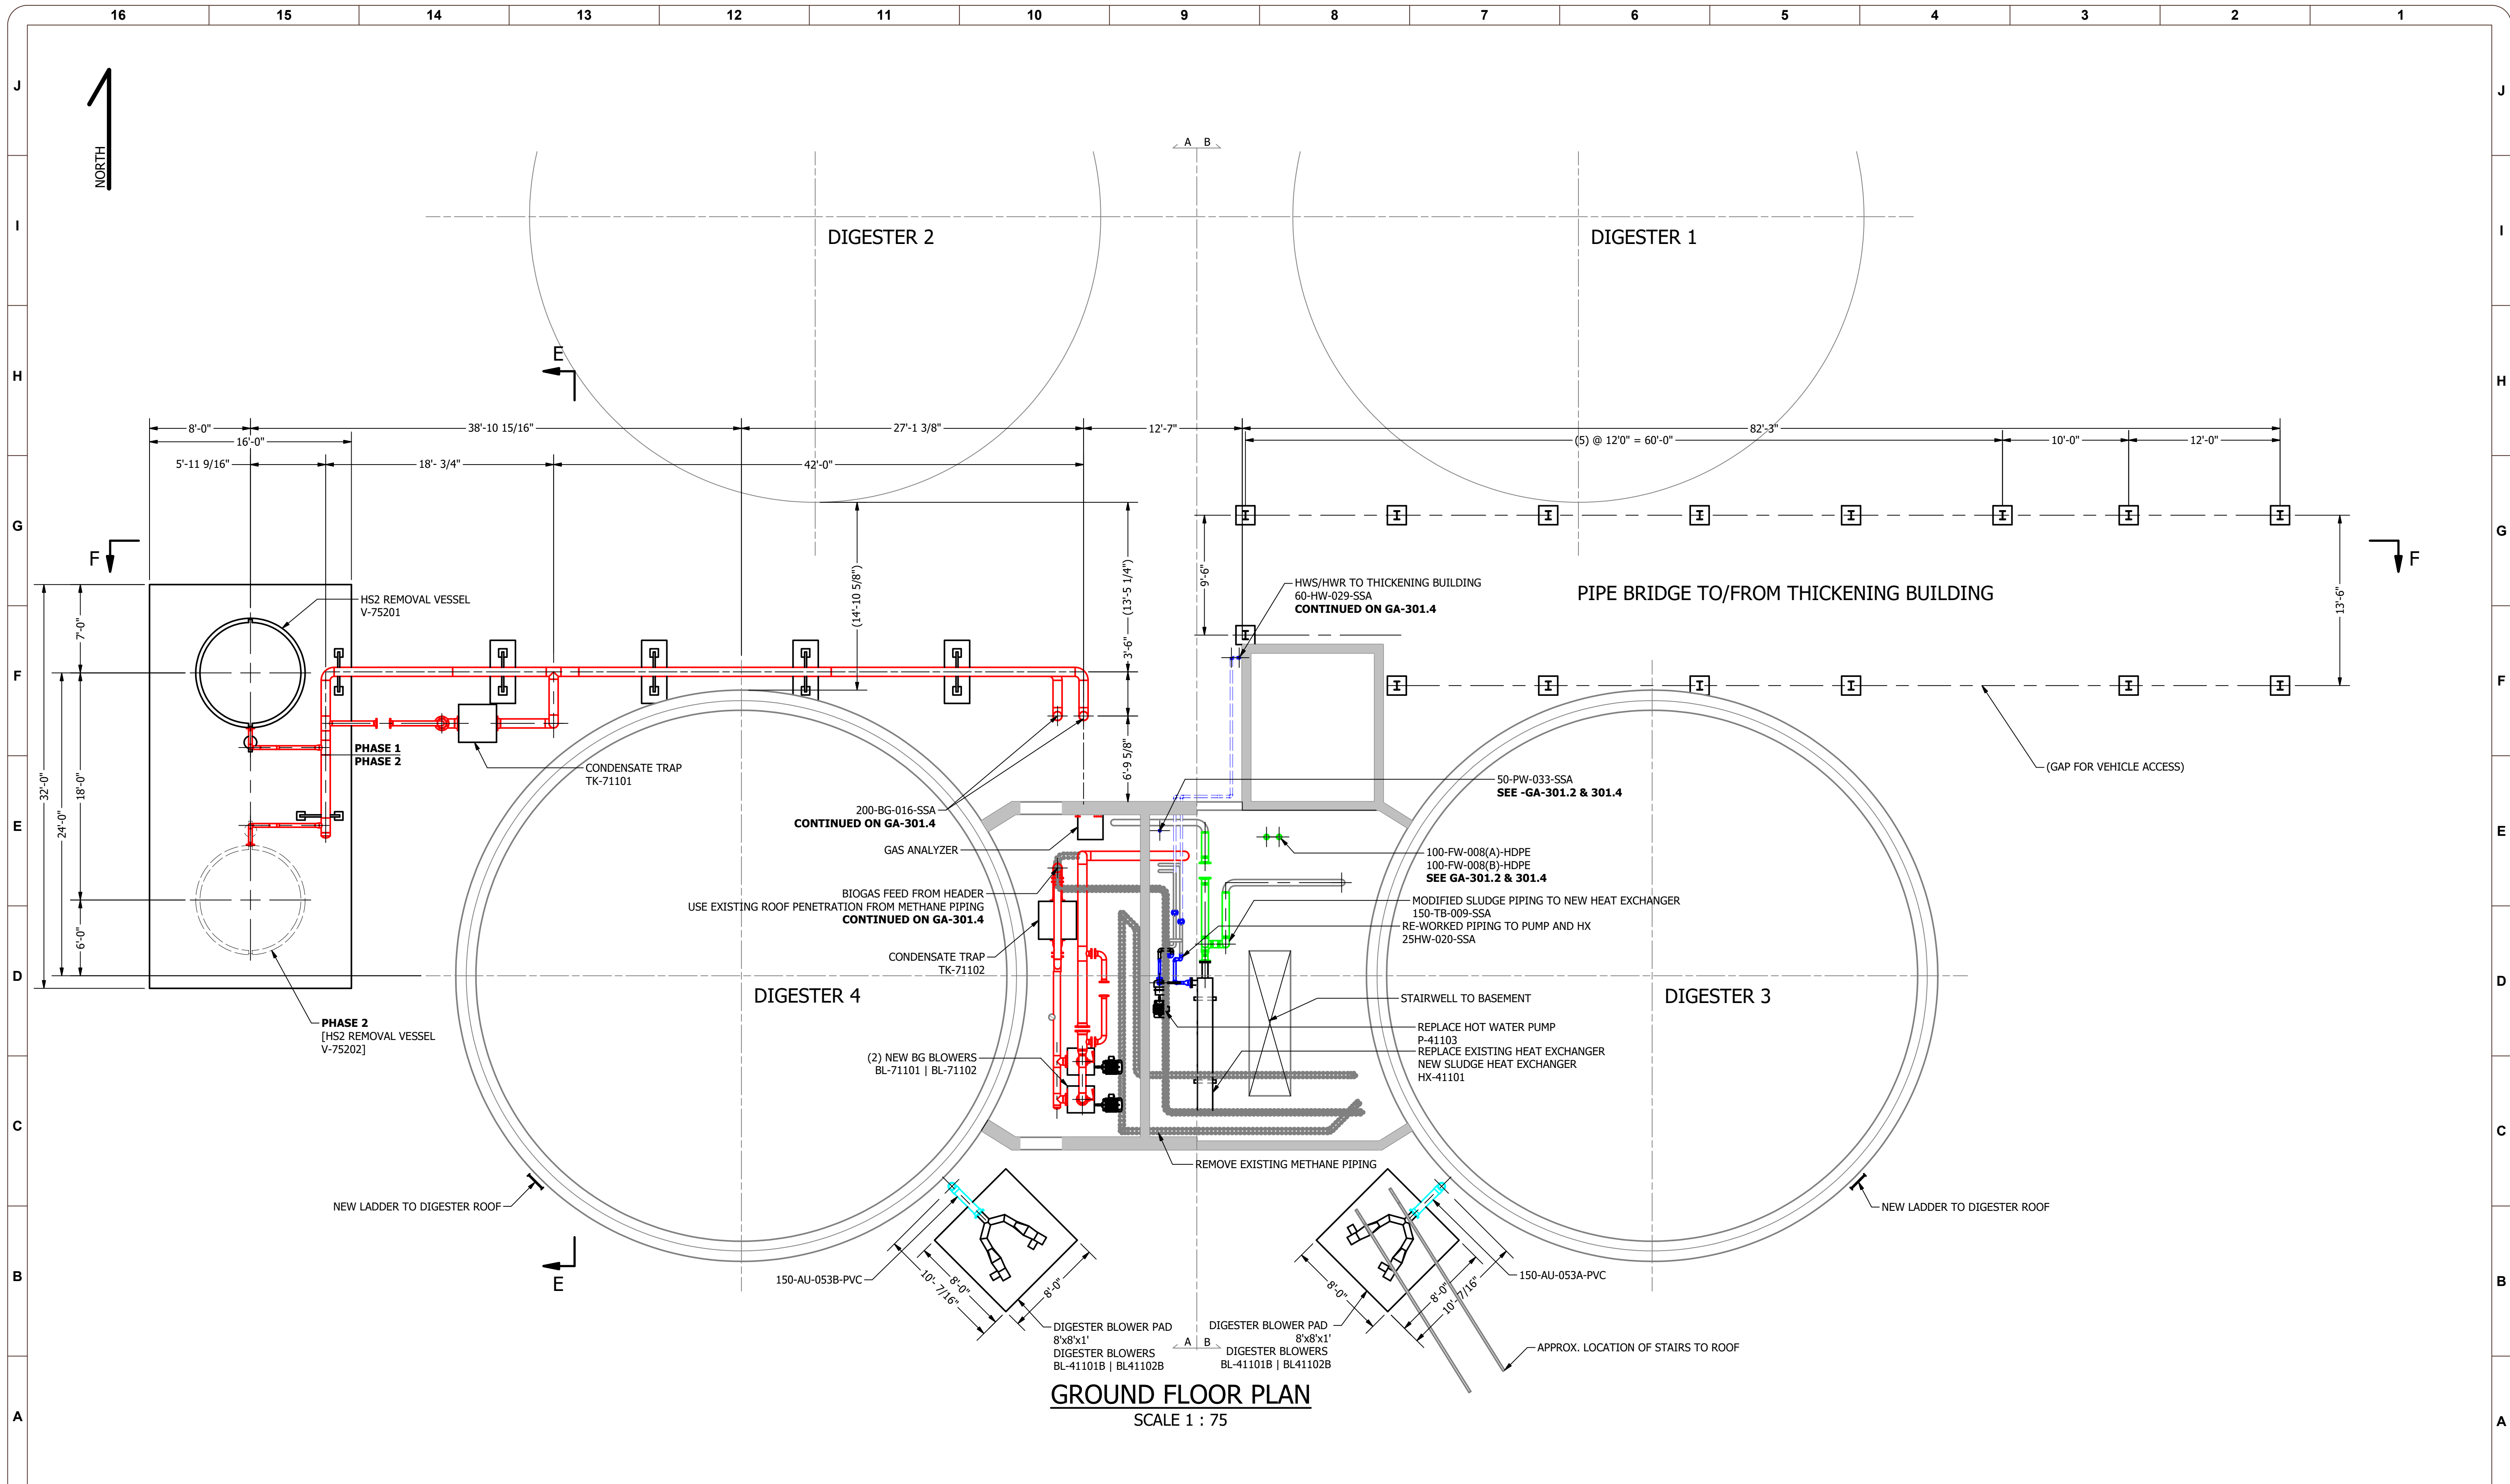 16 15 14 13 12 11 10 9 8 7 6 5 4 3 2 1
J J
NORTH
A B
I I
DIGESTER 2
DIGESTER 1
E
H H
8'-0"
38'-10 15/16"
27'-1 3/8"
12'-7"
82'-3"
16'-0"
(5) @ 12'0" = 60'-0"
10'-0"
12'-0"
5'-11 9/16"
18'- 3/4"
42'-0"
G G
F
F
(14'-10 5/8")
(13'-5 1/4")
9'-6"
13'-6"
HWS/HWR TO THICKENING BUILDING
60-HW-029-SSA
CONTINUED ON GA-301.4
PIPE BRIDGE TO/FROM THICKENING BUILDING
HS2 REMOVAL VESSEL
V-75201
7'-0"
3'-6"
F F
PHASE 1
PHASE 2
CONDENSATE TRAP
TK-71101
(GAP FOR VEHICLE ACCESS)
32'-0"
24'-0"
18'-0"
6'-9 5/8"
50-PW-033-SSA
SEE -GA-301.2 & 301.4
200-BG-016-SSA
CONTINUED ON GA-301.4
E E
GAS ANALYZER
100-FW-008(A)-HDPE
100-FW-008(B)-HDPE
SEE GA-301.2 & 301.4
BIOGAS FEED FROM HEADER
USE EXISTING ROOF PENETRATION FROM METHANE PIPING
CONTINUED ON GA-301.4
MODIFIED SLUDGE PIPING TO NEW HEAT EXCHANGER
150-TB-009-SSA
RE-WORKED PIPING TO PUMP AND HX
25HW-020-SSA
6'-0"
CONDENSATE TRAP
TK-71102
D D
DIGESTER 4
DIGESTER 3
STAIRWELL TO BASEMENT
PHASE 2
[HS2 REMOVAL VESSEL
V-75202]
REPLACE HOT WATER PUMP
P-41103
REPLACE EXISTING HEAT EXCHANGER
NEW SLUDGE HEAT EXCHANGER
HX-41101
(2) NEW BG BLOWERS
BL-71101 | BL-71102
C C
REMOVE EXISTING METHANE PIPING
NEW LADDER TO DIGESTER ROOF
NEW LADDER TO DIGESTER ROOF
E
B B
150-AU-053B-PVC
10'- 7/16"
8'-0"
8'-0"
8'-0"
8'-0"
10'- 7/16"
150-AU-053A-PVC
DIGESTER BLOWER PAD
8'x8'x1'
DIGESTER BLOWERS
BL-41101B | BL41102B
A B
DIGESTER BLOWER PAD
8'x8'x1'
DIGESTER BLOWERS
BL-41101B | BL41102B
APPROX. LOCATION OF STAIRS TO ROOF
GROUND FLOOR PLAN
SCALE 1 : 75
A A